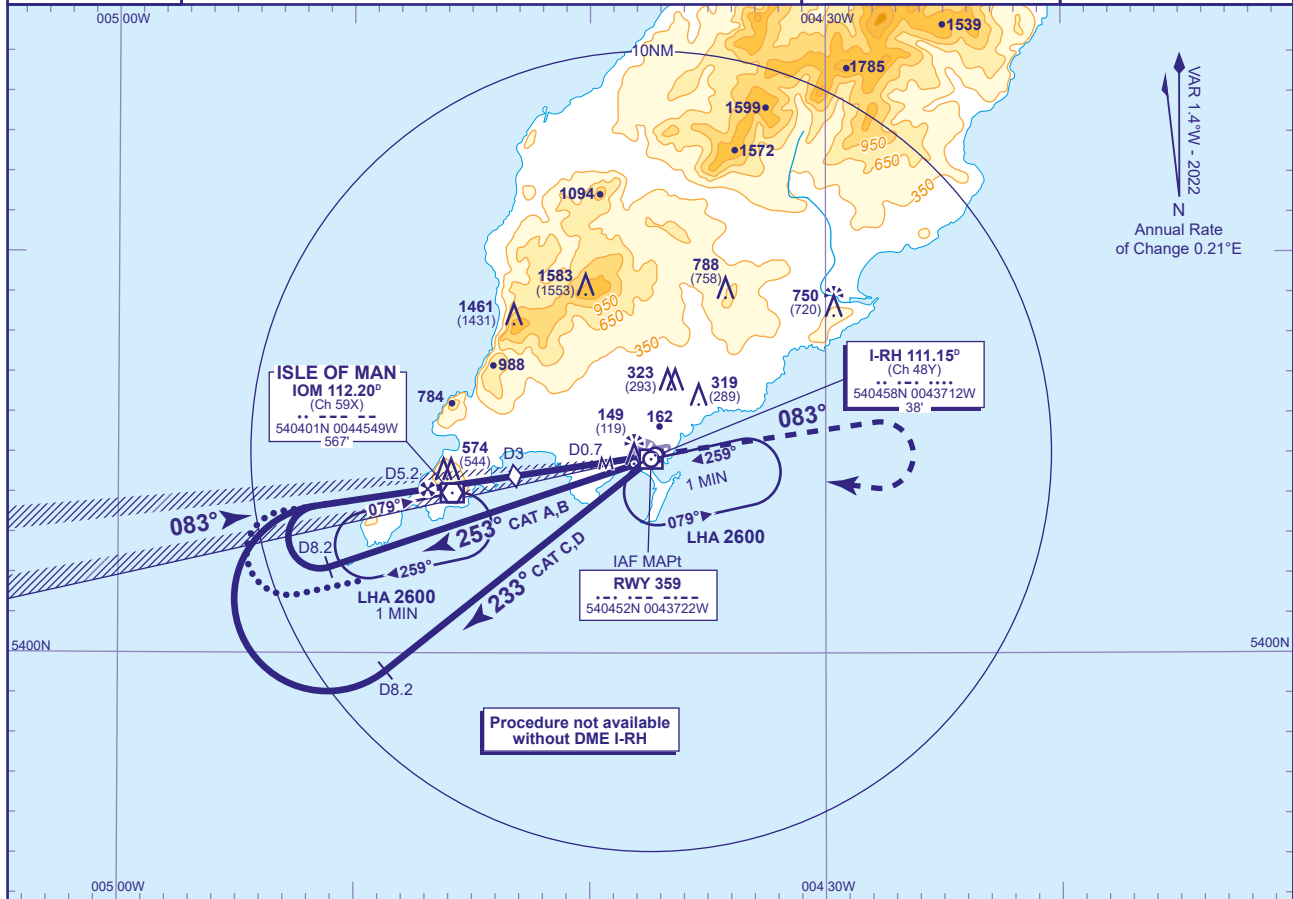 005 00W
004 30W
1539
10NM
1785
VAR 1.4°W - 2022
N
Annual Rate
of Change 0.21°E
1599
1572
950
650
350
1094
1583
(1553)
788
(758)
750
(720)
1461
(1431)
950
650
350
988
I-RH 111.15ᴰ
(Ch 48Y)
·· ·–· ····
540458N 0043712W
38'
ISLE OF MAN
IOM 112.20ᴰ
(Ch 59X)
·· ––– ––
540401N 0044549W
567'
784
323
(293)
319
(289)
149
(119)
162
083°
574
(544)
D5.2
D3
D0.7
259°
1 MIN
079°
LHA 2600
083°
079°
253° CAT A,B
D8.2
259°
LHA 2600
1 MIN
233° CAT C,D
IAF MAPt
RWY 359
·–· ·–– –·––
540452N 0043722W
5400N
5400N
D8.2
Procedure not available
without DME I-RH
005 00W
004 30W